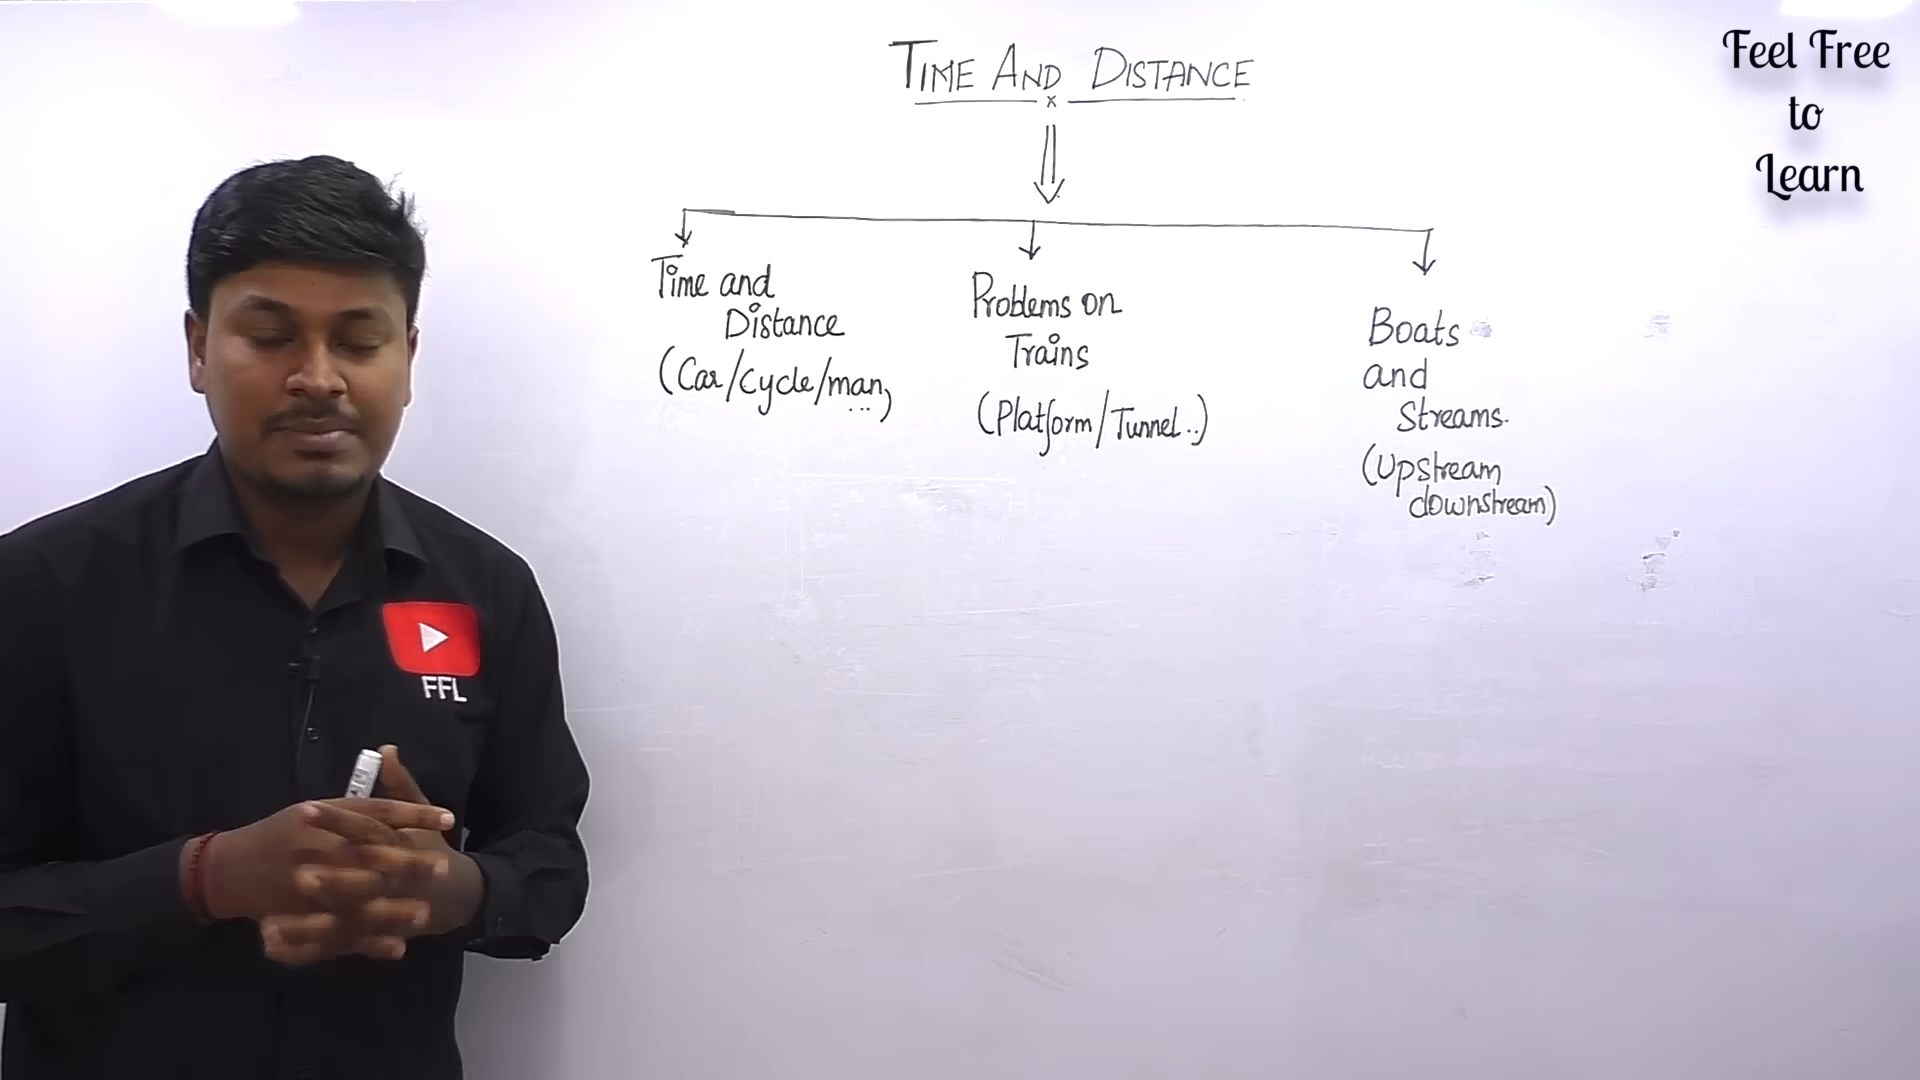 TIME AND DISTANCE
x
Time and
Distance
(Car/cycle/man,
...
Problems on
Trains
(Platform/Tunnel..)
Boats
and
Streams.
(Upstream
downstream)
Feel Free
to
Learn
FFL